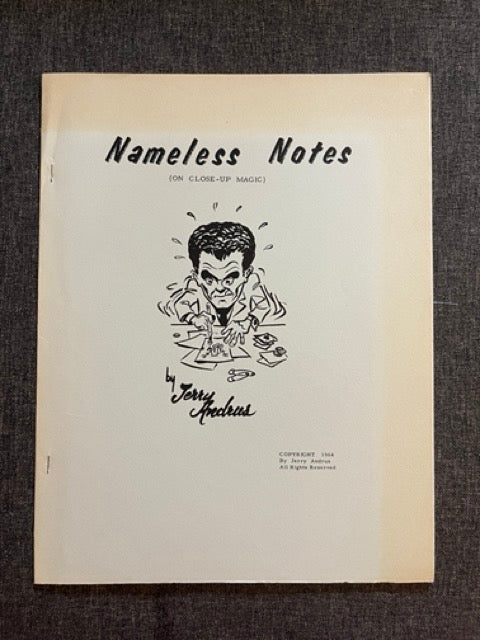 Nameless Notes
(ON CLOSE-UP MAGIC)
by Jerry
Andrus
COPYRIGHT 1964
By Jerry Andrus
All Rights Reserved